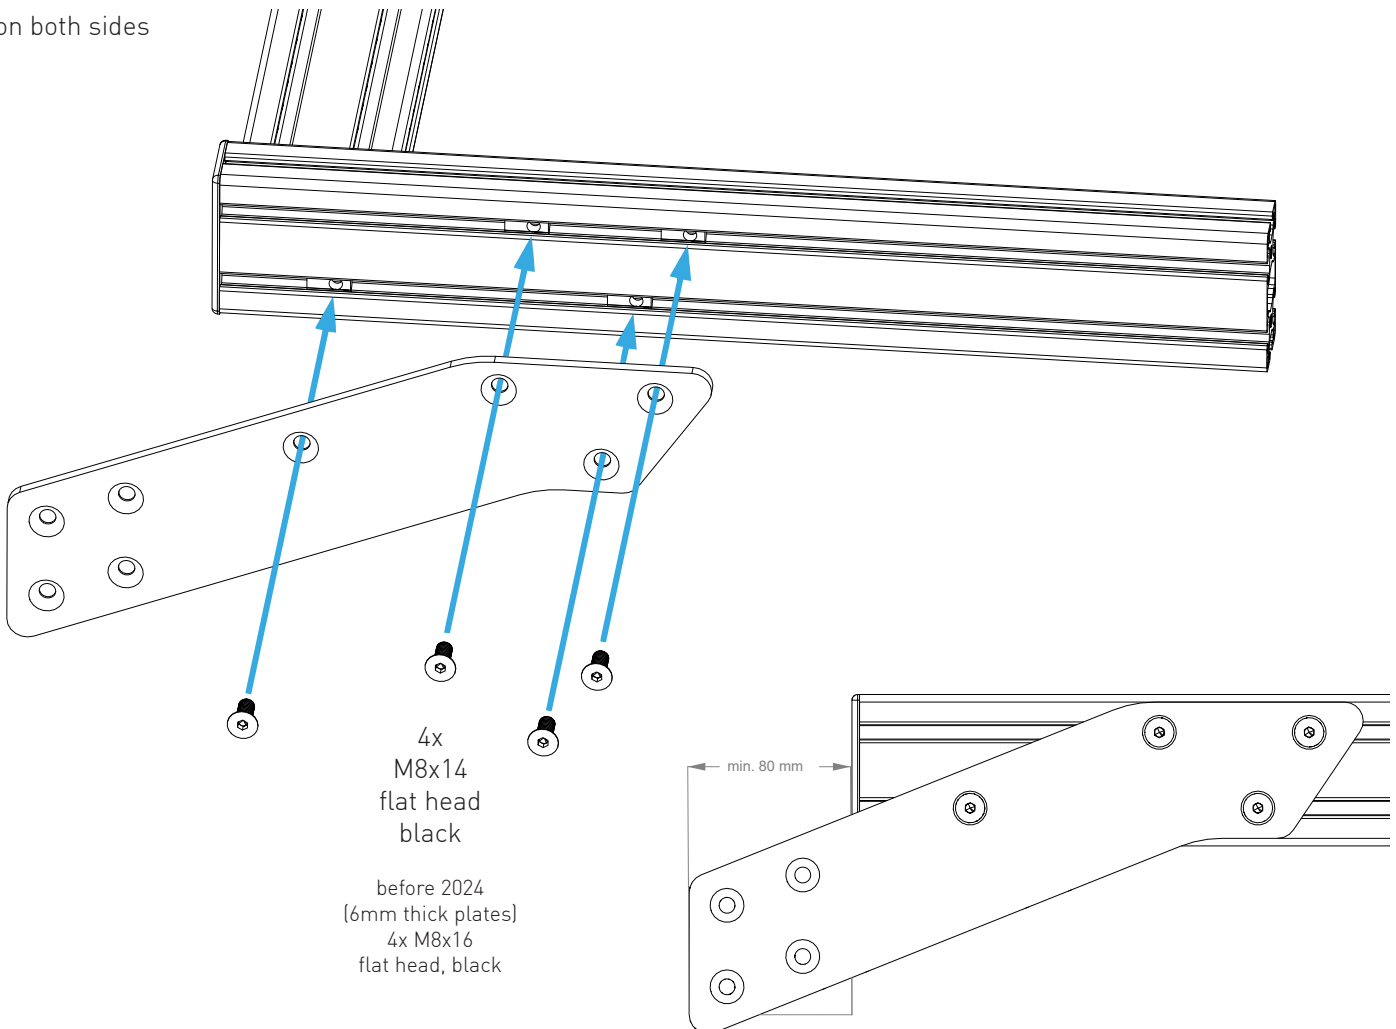 on both sides
min. 80 mm
4x
M8x14
flat head
black
before 2024
(6mm thick plates)
4x M8x16
flat head, black